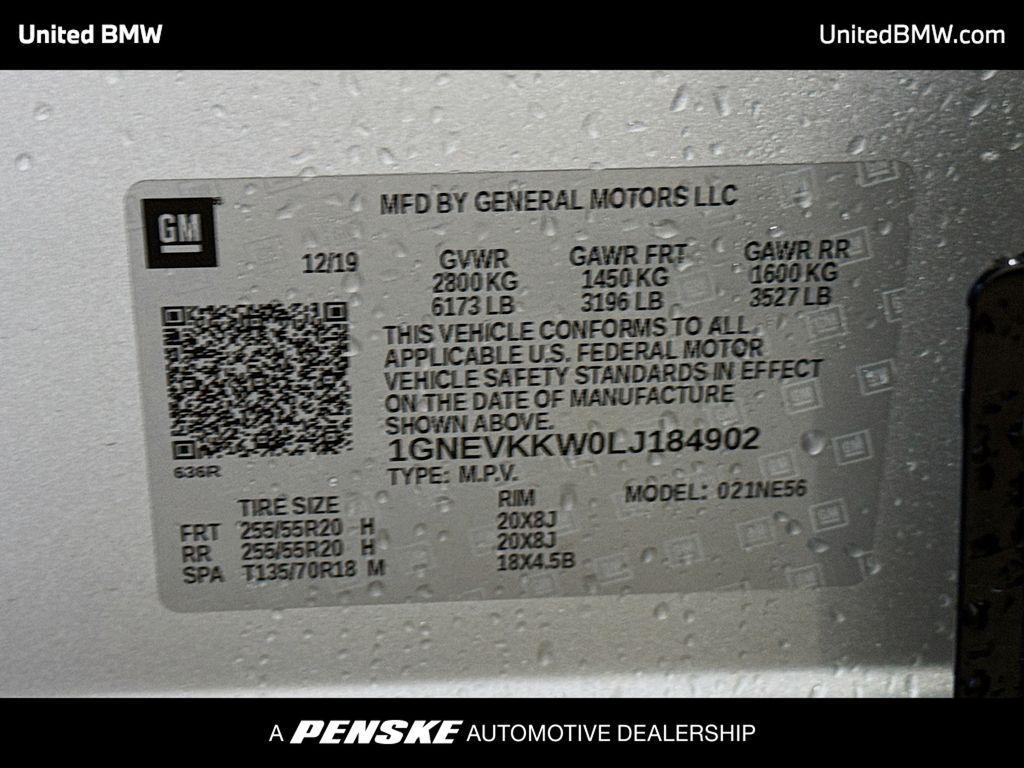 United BMW
UnitedBMW.com
GM
MFD BY GENERAL MOTORS LLC
12/19
GVWR
GAWR FRT
GAWR RR
2800 KG
1450 KG
1600 KG
6173 LB
3196 LB
3527 LB
THIS VEHICLE CONFORMS TO ALL
APPLICABLE U.S. FEDERAL MOTOR
VEHICLE SAFETY STANDARDS IN EFFECT
ON THE DATE OF MANUFACTURE
SHOWN ABOVE.
1GNEVKKW0LJ184902
636R
TYPE: M.P.V.
TIRE SIZE
RIM
MODEL: 021NE56
FRT 255/55R20 H 20X8J
RR 255/55R20 H 20X8J
SPA T135/70R18 M 18X4.5B
A PENSKE AUTOMOTIVE DEALERSHIP